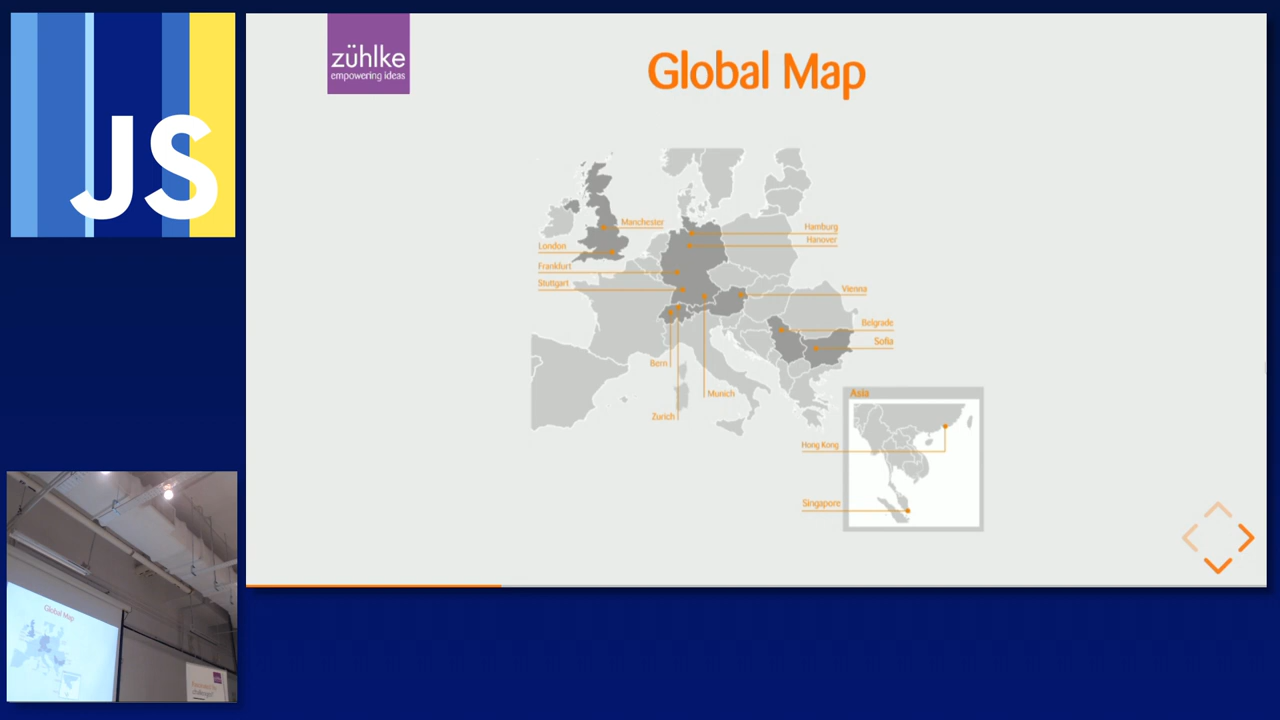 JS
zühlke
empowering ideas
Global Map
Manchester
London
Hamburg
Hanover
Frankfurt
Stuttgart
Vienna
Belgrade
Sofia
Bern
Munich
Zurich
Asia
Hong Kong
Singapore
Global Map